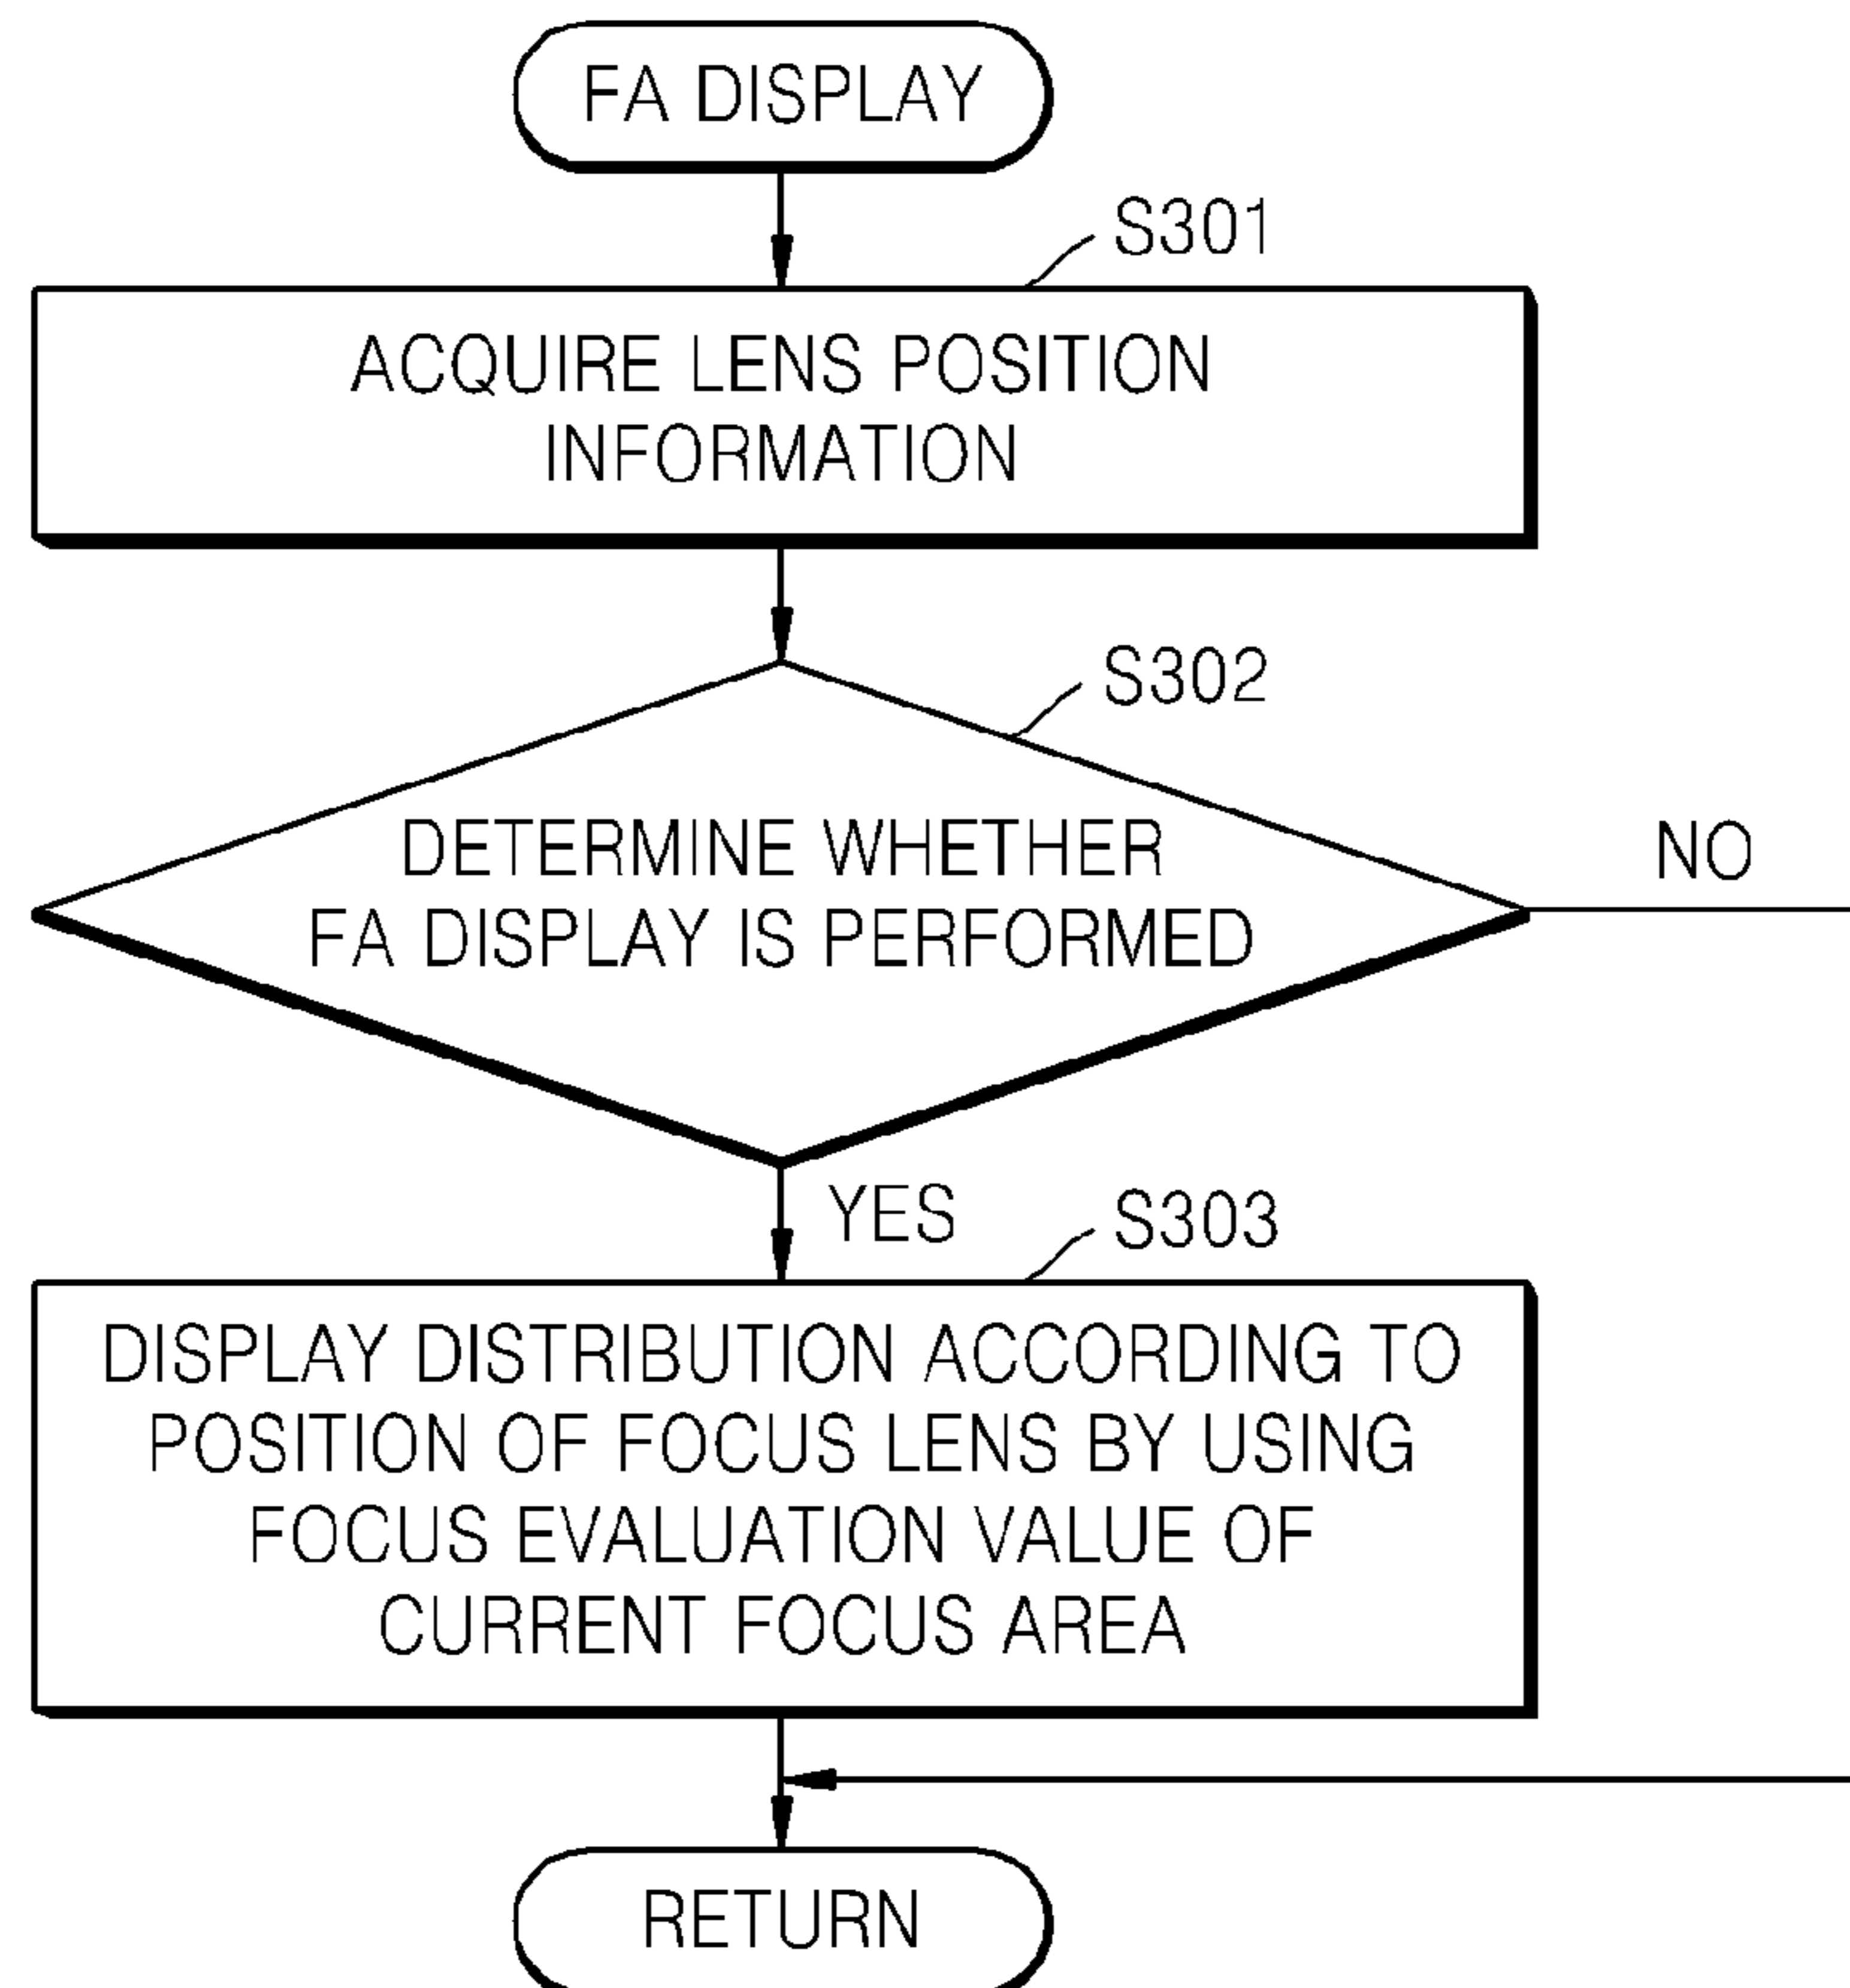 FA DISPLAY
S301
ACQUIRE LENS POSITION
INFORMATION
S302
DETERMINE WHETHER
FA DISPLAY IS PERFORMED
NO
YES
S303
DISPLAY DISTRIBUTION ACCORDING TO
POSITION OF FOCUS LENS BY USING
FOCUS EVALUATION VALUE OF
CURRENT FOCUS AREA
RETURN